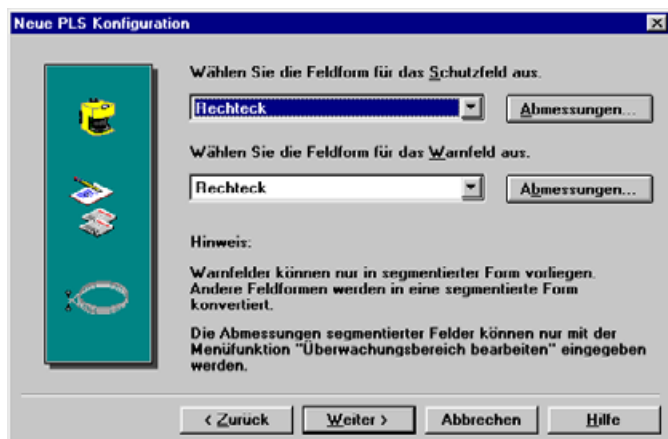 Neue PLS Konfiguration
Wählen Sie die Feldform für das Schutzfeld aus.
Rechteck
Abmessungen...
Wählen Sie die Feldform für das Warnfeld aus.
Rechteck
Abmessungen...
Hinweis:
Warnfelder können nur in segmentierter Form vorliegen.
Andere Feldformen werden in eine segmentierte Form
konvertiert.
Die Abmessungen segmentierter Felder können nur mit der
Menüfunktion "Überwachungsbereich bearbeiten" eingegeben
werden.
< Zurück
Weiter >
Abbrechen
Hilfe